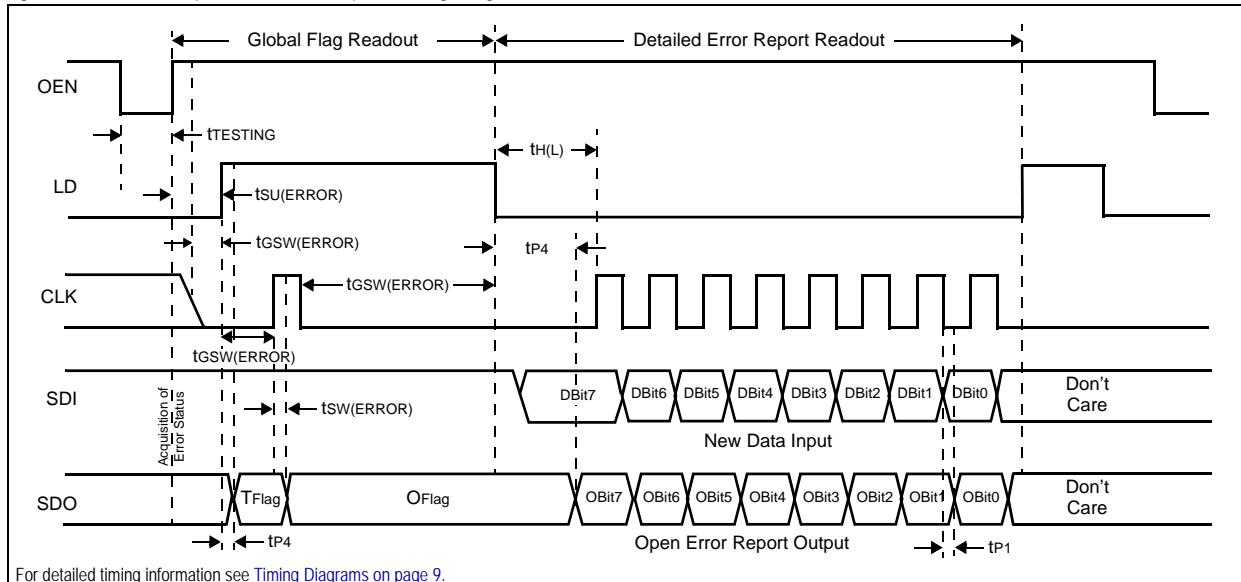 Global Flag Readout
Detailed Error Report Readout
OEN
tTESTING
tH(L)
LD
tSU(ERROR)
tGSW(ERROR)
tP4
CLK
tGSW(ERROR)
tGSW(ERROR)
SDI
Acquisition of
Error Status
tSW(ERROR)
DBit7 DBit6 DBit5 DBit4 DBit3 DBit2 DBit1 DBit0
Don't
Care
New Data Input
SDO
TFlag
OFlag
OBit7 OBit6 OBit5 OBit4 OBit3 OBit2 OBit1 OBit0
Don't
Care
tP4
Open Error Report Output
tP1
For detailed timing information see Timing Diagrams on page 9.